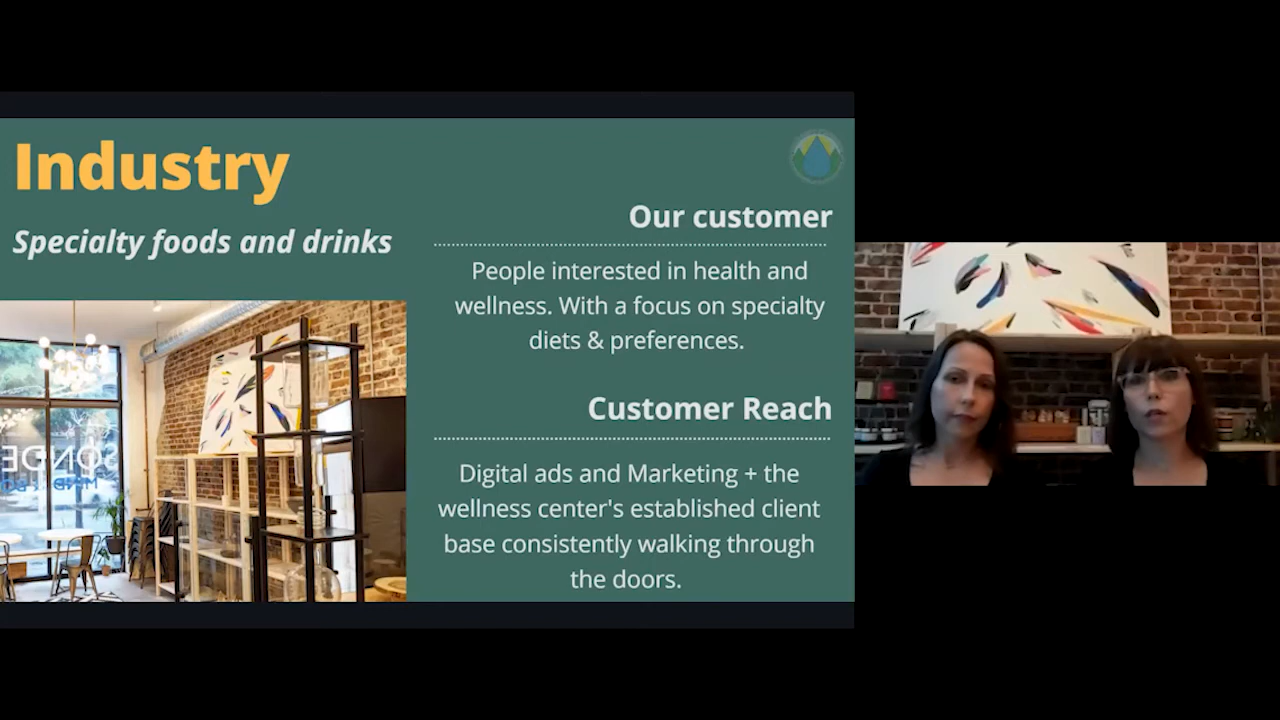 Industry
Specialty foods and drinks
Our customer
People interested in health and
wellness. With a focus on specialty
diets & preferences.
Customer Reach
Digital ads and Marketing + the
wellness center's established client
base consistently walking through
the doors.